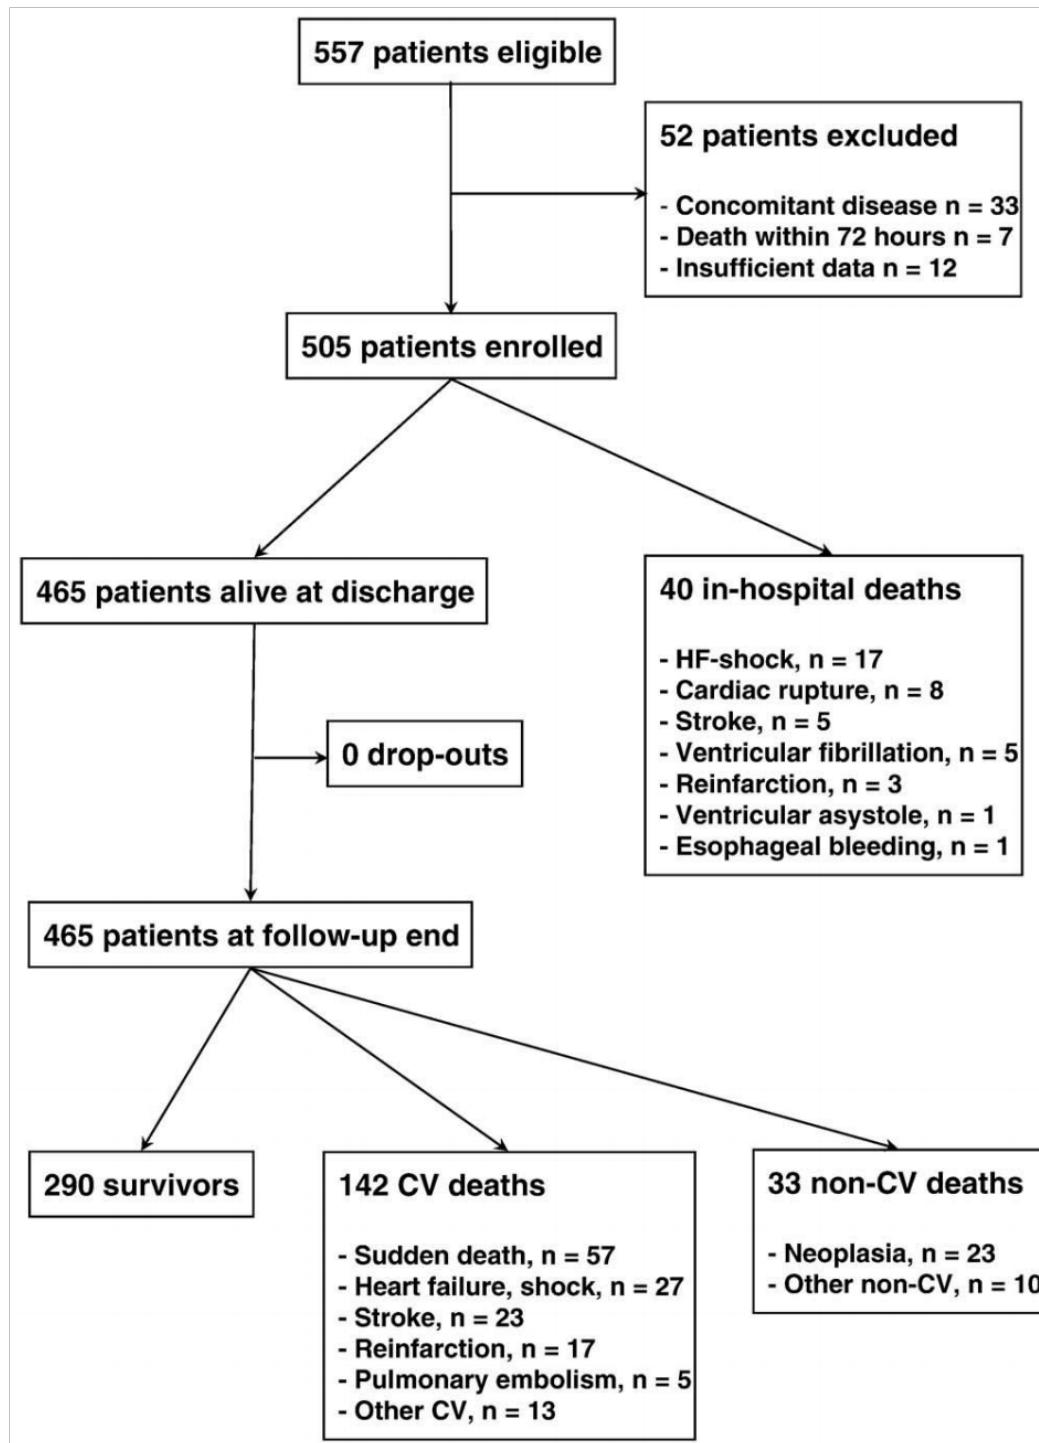 557 patients eligible
52 patients excluded
- Concomitant disease n = 33
- Death within 72 hours n = 7
- Insufficient data n = 12
505 patients enrolled
465 patients alive at discharge
40 in-hospital deaths
- HF-shock, n = 17
- Cardiac rupture, n = 8
- Stroke, n = 5
- Ventricular fibrillation, n = 5
- Reinfarction, n = 3
- Ventricular asystole, n = 1
- Esophageal bleeding, n = 1
0 drop-outs
465 patients at follow-up end
290 survivors
142 CV deaths
- Sudden death, n = 57
- Heart failure, shock, n = 27
- Stroke, n = 23
- Reinfarction, n = 17
- Pulmonary embolism, n = 5
- Other CV, n = 13
33 non-CV deaths
- Neoplasia, n = 23
- Other non-CV, n = 10